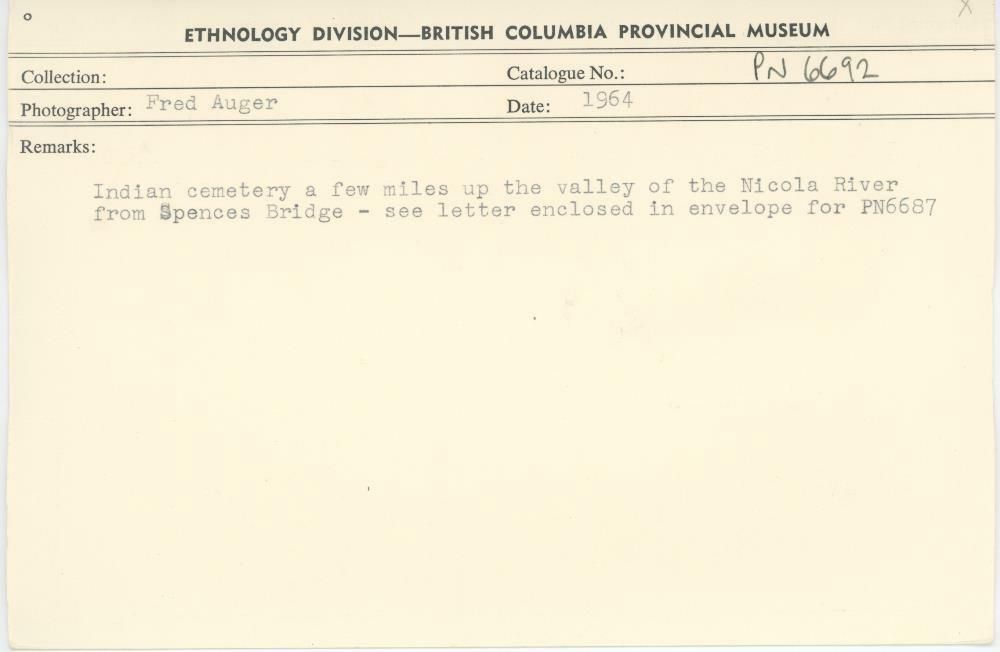 o
X
ETHNOLOGY DIVISION—BRITISH COLUMBIA PROVINCIAL MUSEUM
Collection: Catalogue No.: PN 6692
Photographer: Fred Auger Date: 1964
Remarks:
Indian cemetery a few miles up the valley of the Nicola River
from Spences Bridge - see letter enclosed in envelope for PN6687